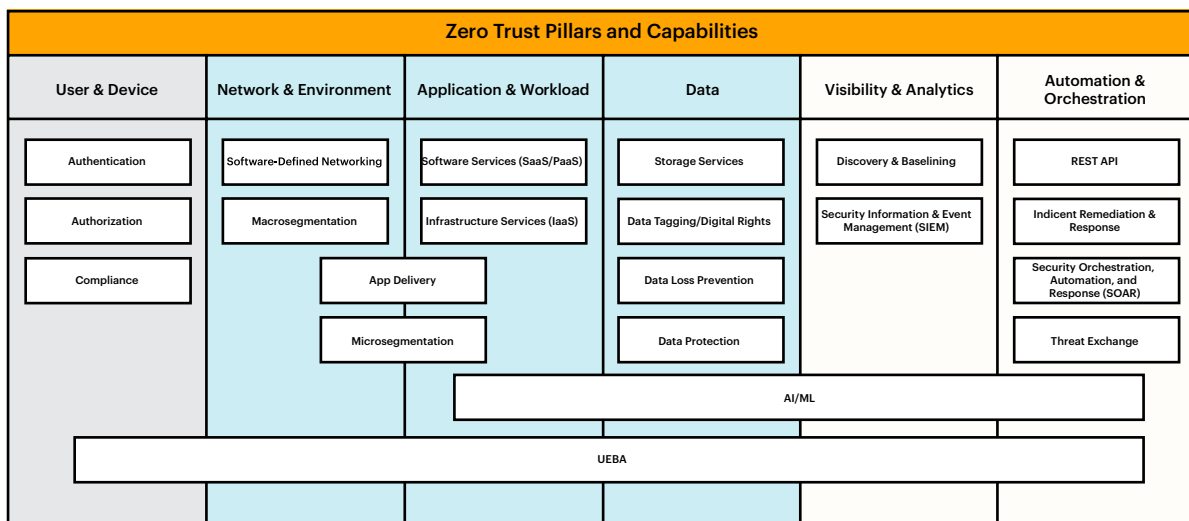 Zero Trust Pillars and Capabilities
User & Device
Network & Environment
Application & Workload
Data
Visibility & Analytics
Automation &
Orchestration
Authentication
Software-Defined Networking
Software Services (SaaS/PaaS)
Storage Services
Discovery & Baselining
REST API
Authorization
Macrosegmentation
Infrastructure Services (IaaS)
Data Tagging/Digital Rights
Security Information & Event
Management (SIEM)
Indicent Remediation &
Response
Compliance
App Delivery
Data Loss Prevention
Security Orchestration,
Automation, and
Response (SOAR)
Microsegmentation
Data Protection
Threat Exchange
AI/ML
UEBA